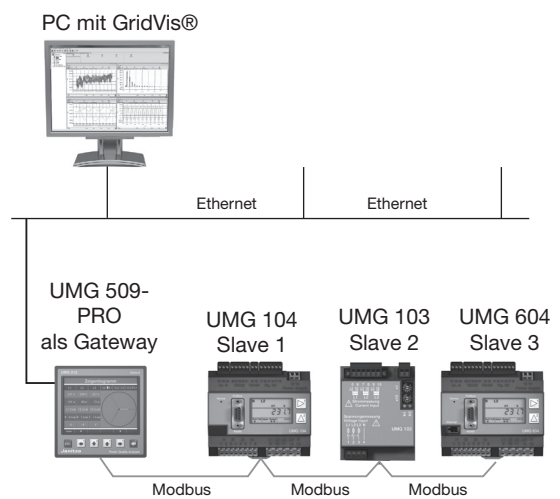 PC mit GridVis®
Ethernet
Ethernet
UMG 509-
PRO
als Gateway
UMG 104
Slave 1
UMG 103
Slave 2
UMG 604
Slave 3
Modbus
Modbus
Modbus